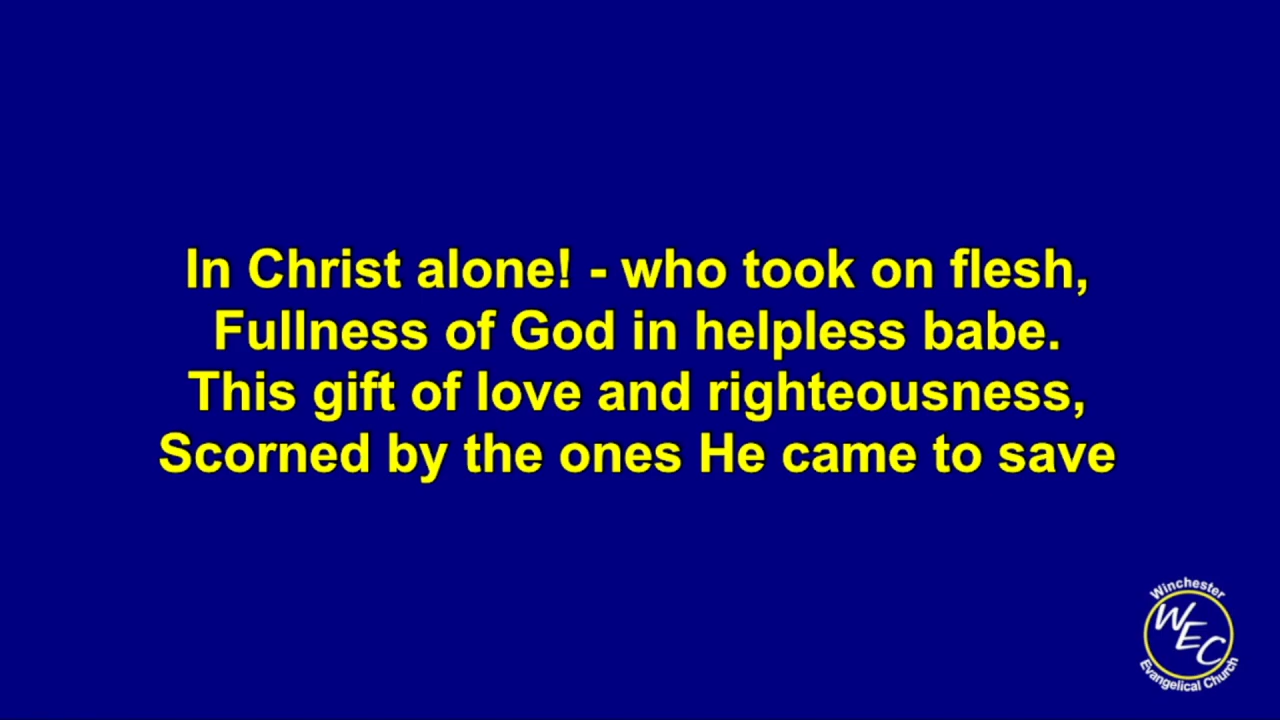 In Christ alone! - who took on flesh,
Fullness of God in helpless babe.
This gift of love and righteousness,
Scorned by the ones He came to save
Winchester
WEC
Evangelical Church